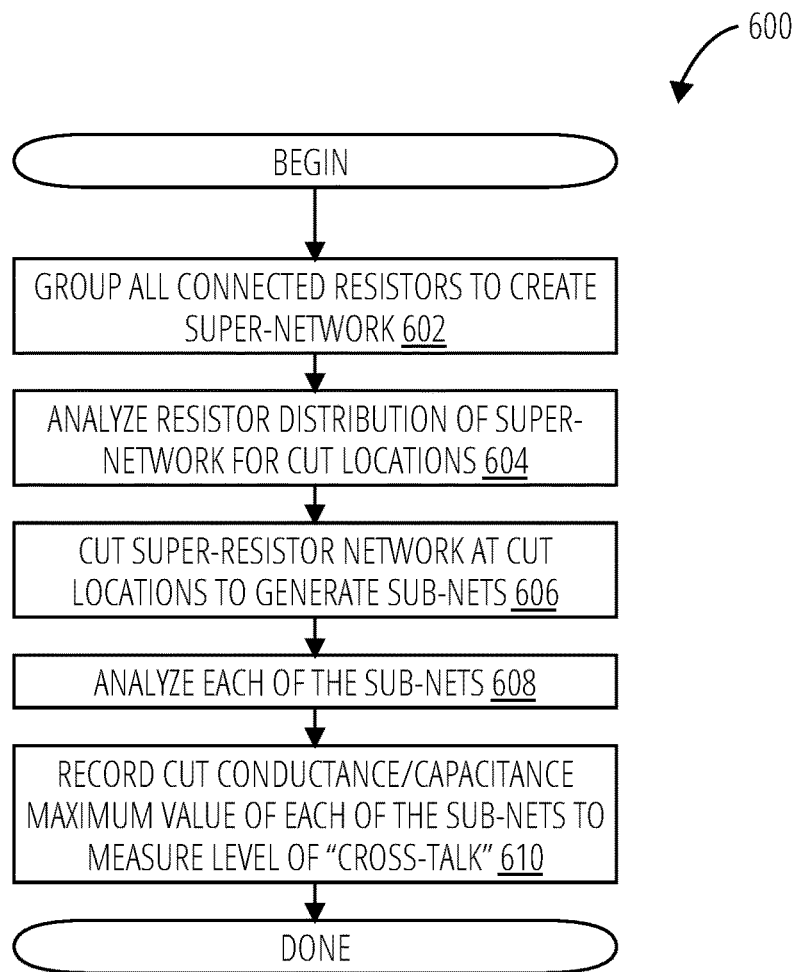 600
BEGIN
GROUP ALL CONNECTED RESISTORS TO CREATE
SUPER-NETWORK 602
ANALYZE RESISTOR DISTRIBUTION OF SUPER-
NETWORK FOR CUT LOCATIONS 604
CUT SUPER-RESISTOR NETWORK AT CUT
LOCATIONS TO GENERATE SUB-NETS 606
ANALYZE EACH OF THE SUB-NETS 608
RECORD CUT CONDUCTANCE/CAPACITANCE
MAXIMUM VALUE OF EACH OF THE SUB-NETS TO
MEASURE LEVEL OF “CROSS-TALK” 610
DONE